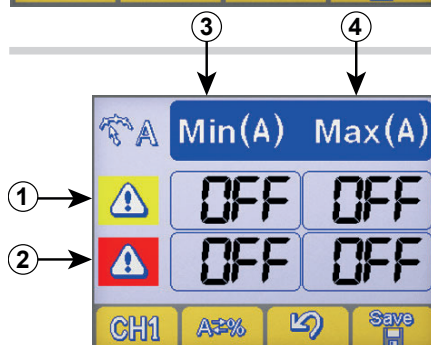 3 4
A Min(A) Max(A)
1 OFF OFF
2 OFF OFF
CH1 A⇄% Save